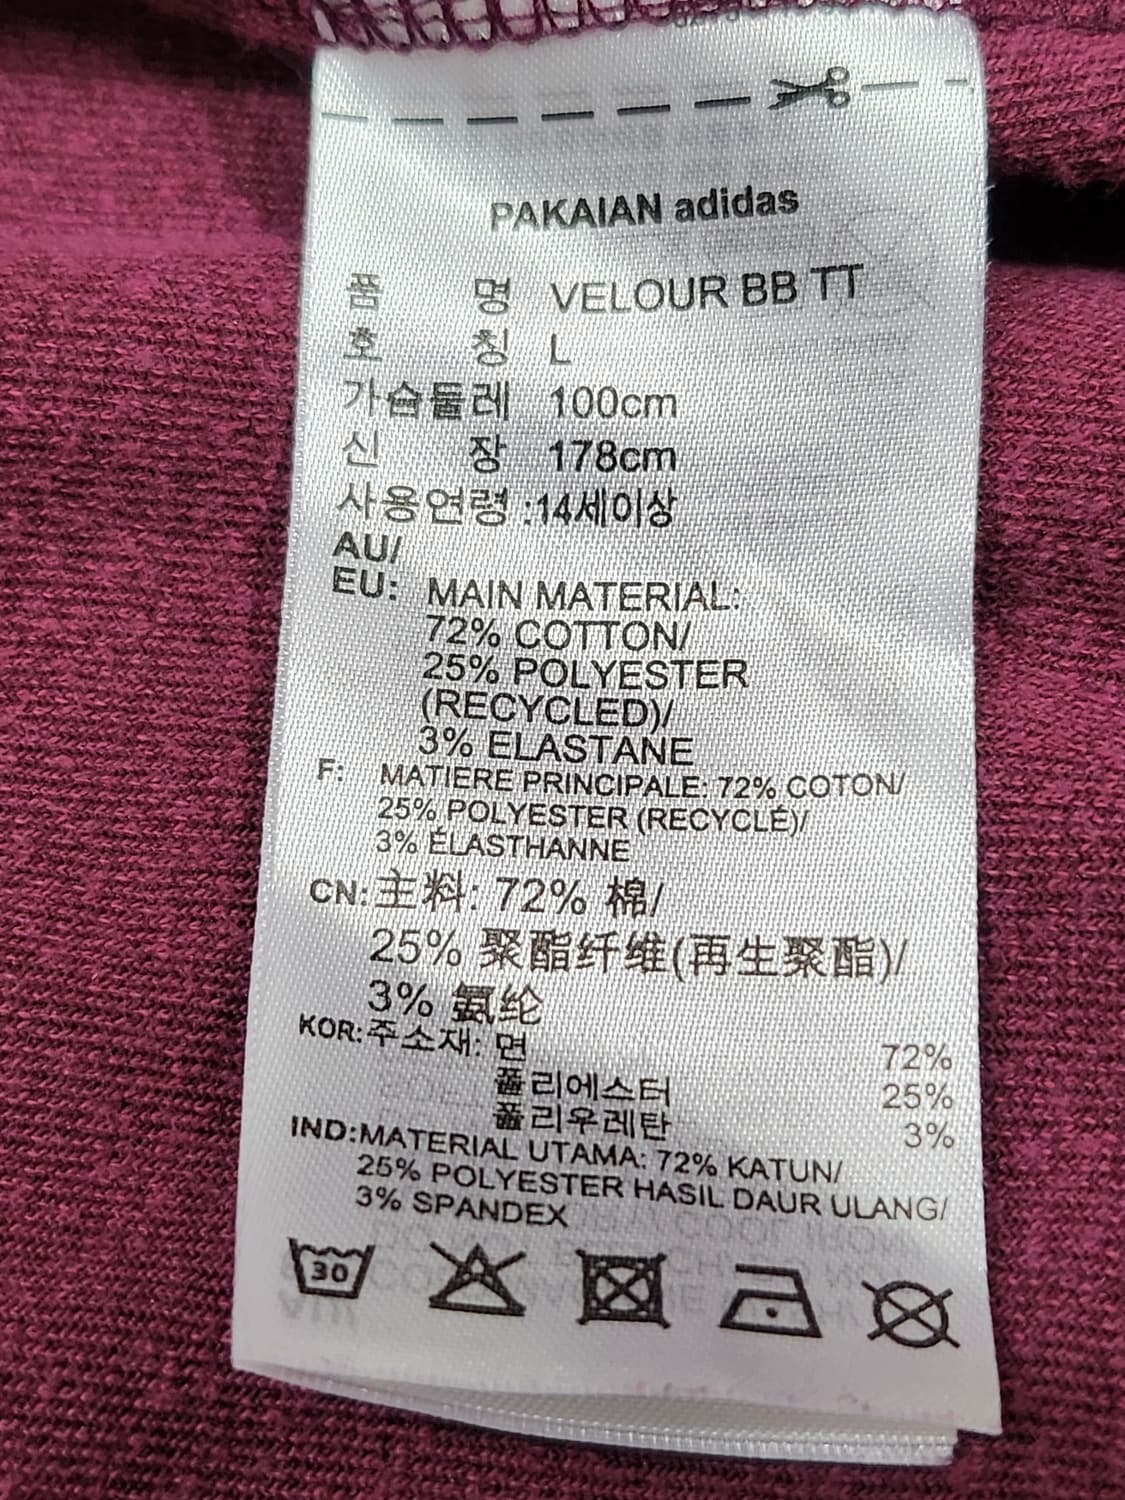 PAKAIAN adidas
품 명 VELOUR BB TT
호 칭 L
가슴둘레 100cm
신 장 178cm
사용연령 :14세이상
AU/
EU: MAIN MATERIAL:
72% COTTON/
25% POLYESTER
(RECYCLED)/
3% ELASTANE
F: MATIERE PRINCIPALE: 72% COTON/
25% POLYESTER (RECYCLÉ)/
3% ÉLASTHANNE
CN: 主料: 72% 棉/
25% 聚酯纤维(再生聚酯)/
3% 氨纶
KOR: 주소재: 면 72%
폴리에스터 25%
폴리우레탄 3%
IND:MATERIAL UTAMA: 72% KATUN/
25% POLYESTER HASIL DAUR ULANG/
3% SPANDEX
30